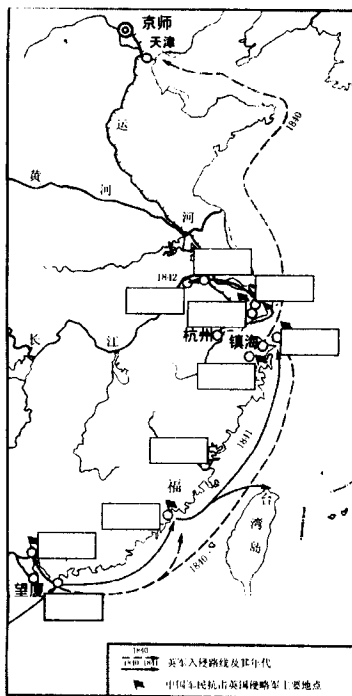 京师
天津
1840
运
黄
河
河
1842
杭州
镇海
长
江
1841
福
台
湾
岛
1840
望厦
1840
1840 1841
英军入侵路线及其年代
中国军民抗击英国侵略军主要地点